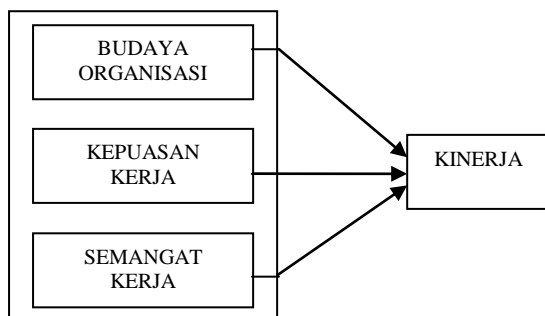 BUDAYA
ORGANISASI
KEPUASAN
KERJA
KINERJA
SEMANGAT
KERJA